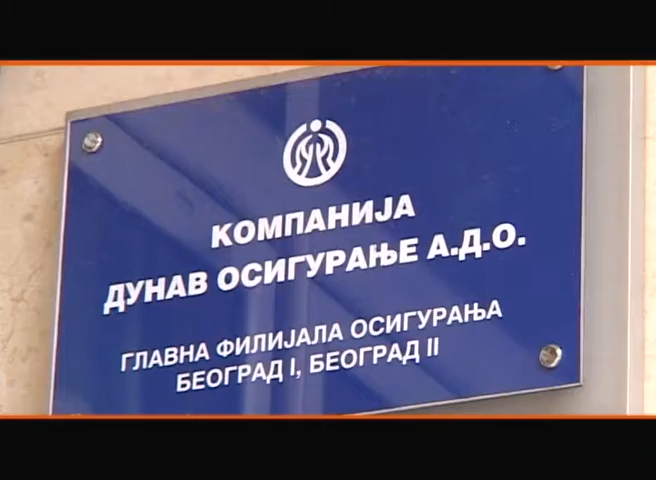 КОМПАНИЈА
ДУНАВ ОСИГУРАЊЕ А.Д.О.
ГЛАВНА ФИЛИЈАЛА ОСИГУРАЊА
БЕОГРАД I, БЕОГРАД II